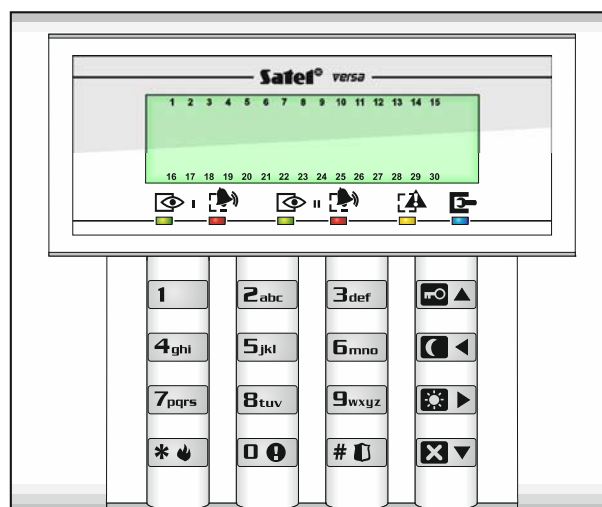 Satel® versa
1 2 3 4 5 6 7 8 9 10 11 12 13 14 15
16 17 18 19 20 21 22 23 24 25 26 27 28 29 30
I II
1 2abc 3def
4ghi 5jkl 6mno
7pqrs 8tuv 9wxyz
* 0 #